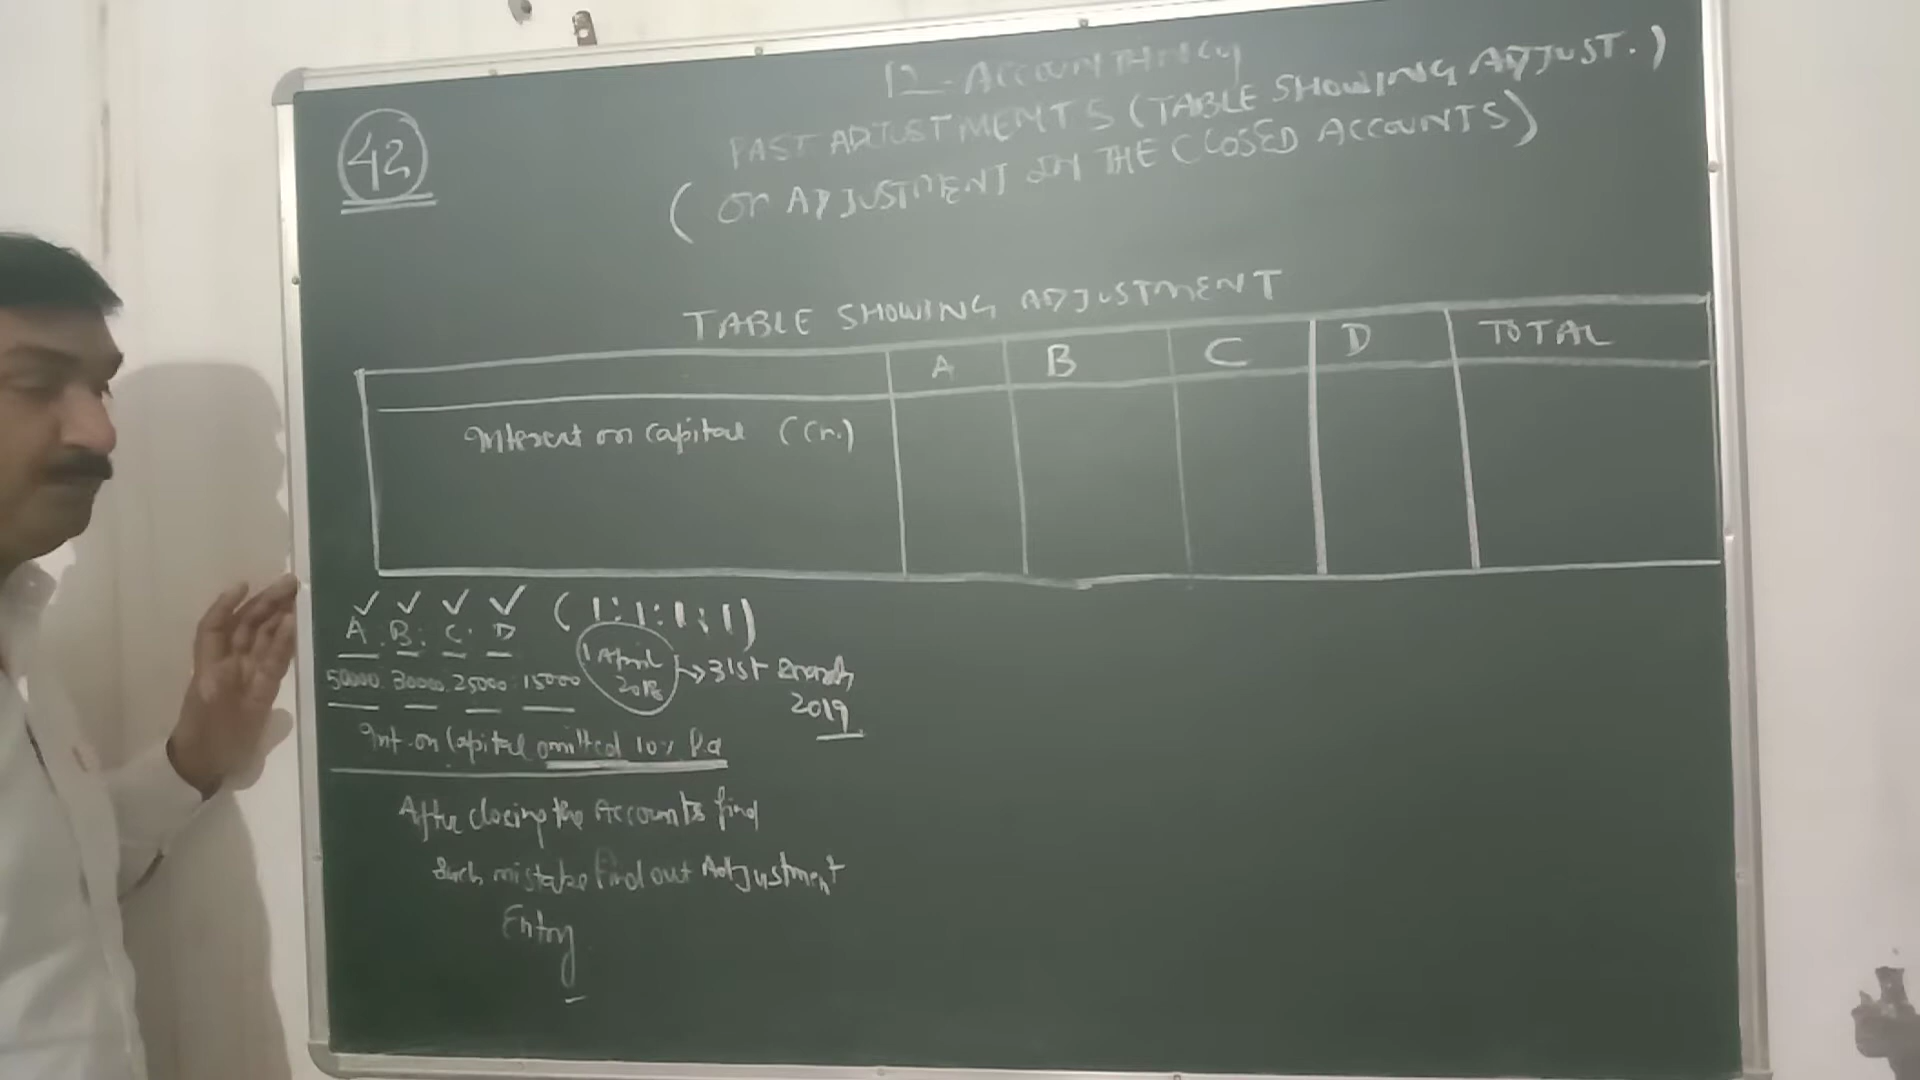 42
12-ACCOUNTANCY
PAST ADJUSTMENTS (TABLE SHOWING ADJUST.)
(Or ADJUSTMENT IN THE CLOSED ACCOUNTS)
TABLE SHOWING ADJUSTMENT
A B C D TOTAL
Interest on Capital (Cr.)
A : B : C : D (1:1:1:1)
50000 30000 25000 15000 1 April 2018 → 31st March 2019
Int. on Capital omitted 10% P.a
After closing the Accounts find
Such mistake Find out Adjustment
Entry